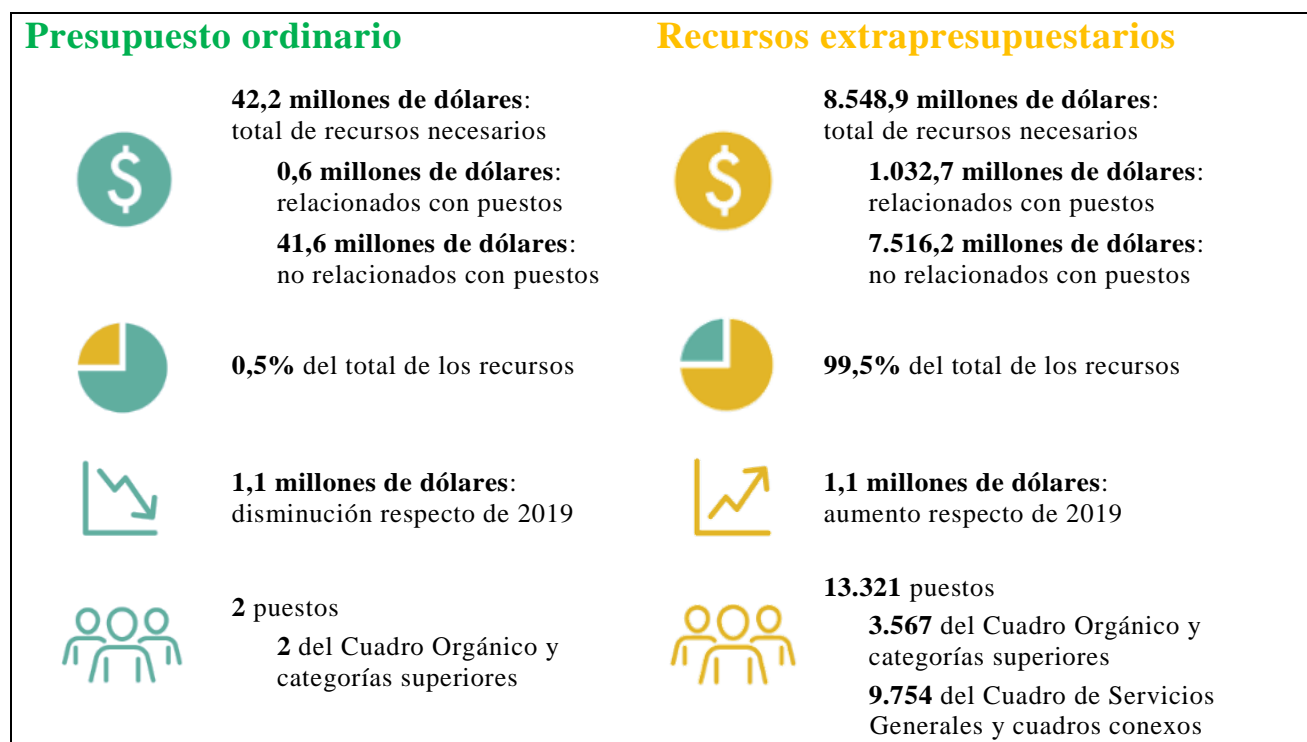 Presupuesto ordinario
42,2 millones de dólares:
total de recursos necesarios
0,6 millones de dólares:
relacionados con puestos
41,6 millones de dólares:
no relacionados con puestos
0,5% del total de los recursos
1,1 millones de dólares:
disminución respecto de 2019
2 puestos
2 del Cuadro Orgánico y
categorías superiores
Recursos extrapresupuestarios
8.548,9 millones de dólares:
total de recursos necesarios
1.032,7 millones de dólares:
relacionados con puestos
7.516,2 millones de dólares:
no relacionados con puestos
99,5% del total de los recursos
1,1 millones de dólares:
aumento respecto de 2019
13.321 puestos
3.567 del Cuadro Orgánico y
categorías superiores
9.754 del Cuadro de Servicios
Generales y cuadros conexos